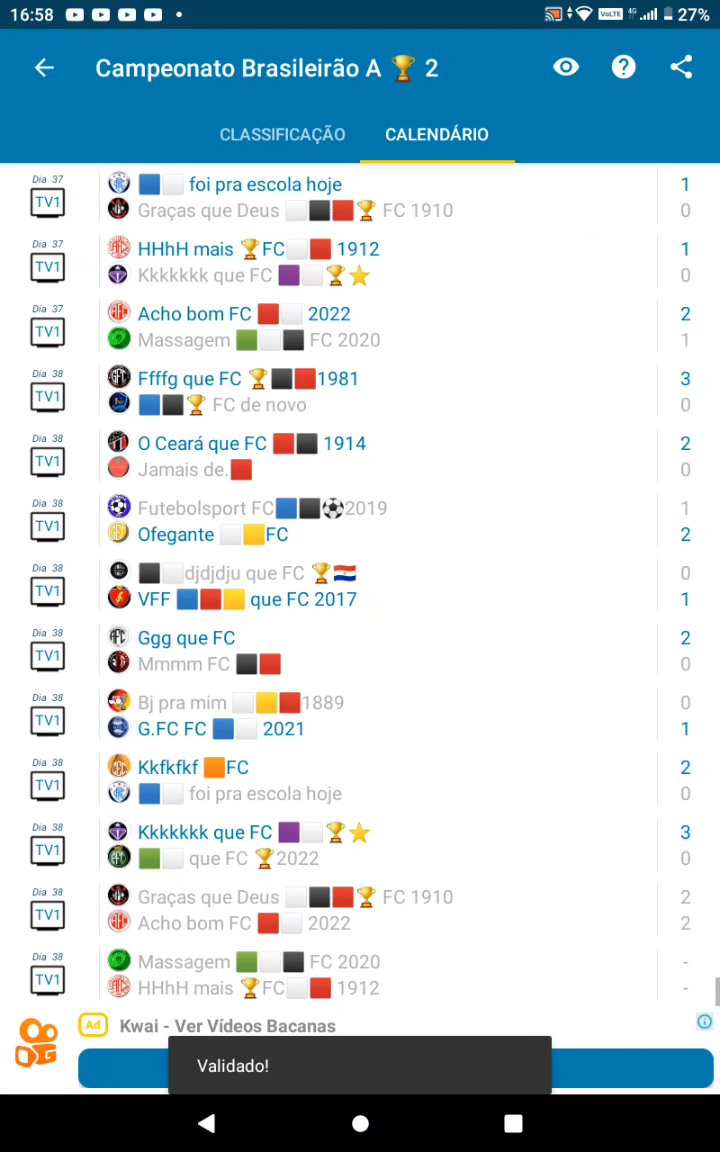 16:58 VoLTE 4G 27%
Campeonato Brasileirão A 🏆 2
CLASSIFICAÇÃO CALENDÁRIO
Dia 37
TV1
🟦⬜ foi pra escola hoje 1
Graças que Deus ⬜⬛🟥🏆 FC 1910 0
Dia 37
TV1
HHhH mais 🏆FC⬜🟥 1912 1
Kkkkkkk que FC 🟪⬜🏆⭐ 0
Dia 37
TV1
Acho bom FC 🟥⬜ 2022 2
Massagem 🟩⬜⬛ FC 2020 1
Dia 38
TV1
Ffffg que FC 🏆⬛🟥1981 3
🟦⬛🏆 FC de novo 0
Dia 38
TV1
O Ceará que FC 🟥⬛ 1914 2
Jamais de.🟥 0
Dia 38
TV1
Futebolsport FC🟦⬛⚽2019 1
Ofegante ⬜🟨FC 2
Dia 38
TV1
⬛⬜djdjdju que FC 🏆🇵🇾 0
VFF 🟦🟥🟨 que FC 2017 1
Dia 38
TV1
Ggg que FC 2
Mmmm FC ⬛🟥 0
Dia 38
TV1
Bj pra mim ⬜🟨🟥1889 0
G.FC FC 🟦⬜ 2021 1
Dia 38
TV1
Kkfkfkf 🟧FC 2
🟦⬜ foi pra escola hoje 0
Dia 38
TV1
Kkkkkkk que FC 🟪⬜🏆⭐ 3
🟩⬜ que FC 🏆2022 0
Dia 38
TV1
Graças que Deus ⬜⬛🟥🏆 FC 1910 2
Acho bom FC 🟥⬜ 2022 2
Dia 38
TV1
Massagem 🟩⬜⬛ FC 2020 -
HHhH mais 🏆FC⬜🟥 1912 -
Ad Kwai - Ver Vídeos Bacanas
Validado!